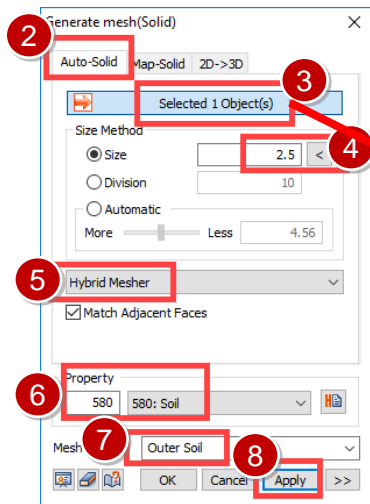 Generate mesh(Solid)
2
Auto-Solid Map-Solid 2D->3D
3
Selected 1 Object(s)
Size Method
4
Size 2.5 <
Division 10
Automatic
More Less 4.56
5
Hybrid Mesher
Match Adjacent Faces
Property
6
580 580: Soil
7
8
Mesh Outer Soil
OK Cancel Apply >>